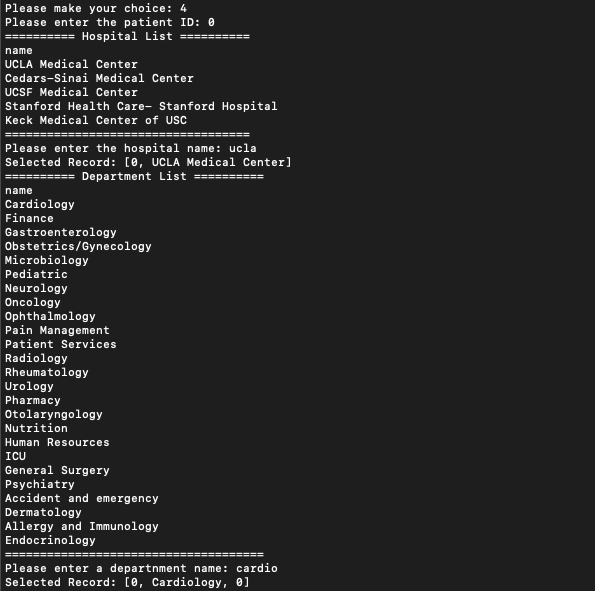 Please make your choice: 4
Please enter the patient ID: 0
========== Hospital List ==========
name
UCLA Medical Center
Cedars-Sinai Medical Center
UCSF Medical Center
Stanford Health Care- Stanford Hospital
Keck Medical Center of USC
===================================
Please enter the hospital name: ucla
Selected Record: [0, UCLA Medical Center]
========== Department List ==========
name
Cardiology
Finance
Gastroenterology
Obstetrics/Gynecology
Microbiology
Pediatric
Neurology
Oncology
Ophthalmology
Pain Management
Patient Services
Radiology
Rheumatology
Urology
Pharmacy
Otolaryngology
Nutrition
Human Resources
ICU
General Surgery
Psychiatry
Accident and emergency
Dermatology
Allergy and Immunology
Endocrinology
=====================================
Please enter a departnment name: cardio
Selected Record: [0, Cardiology, 0]